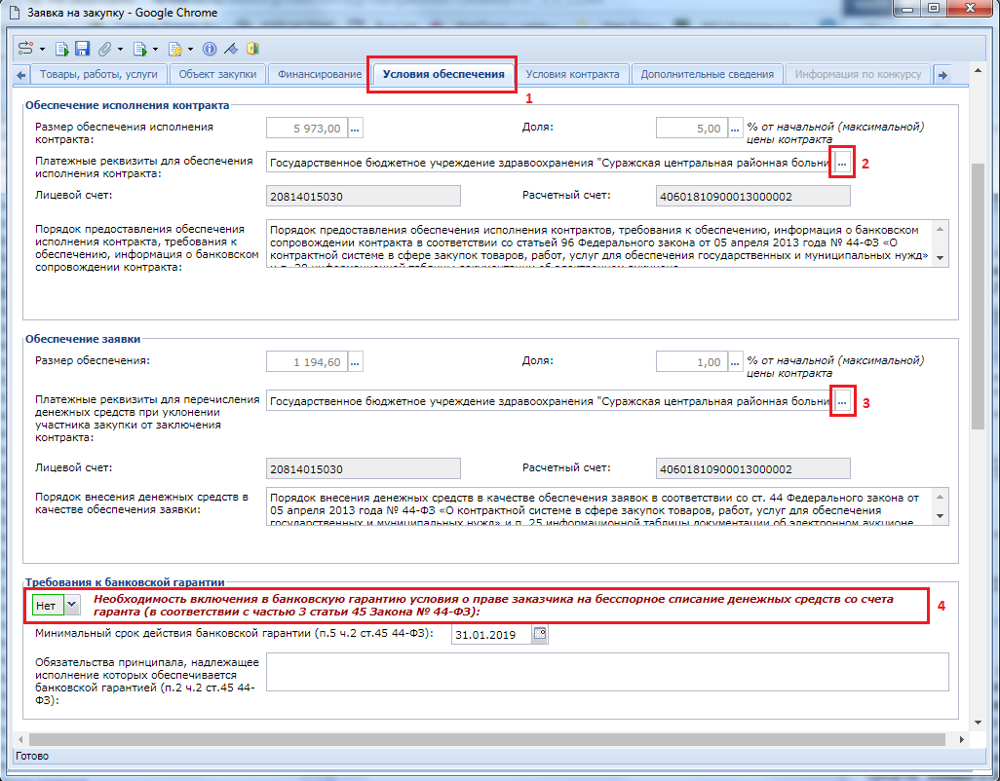 Заявка на закупку - Google Chrome
Товары, работы, услуги Объект закупки Финансирование Условия обеспечения Условия контракта Дополнительные сведения Информация по конкурсу
1
Обеспечение исполнения контракта
Размер обеспечения исполнения контракта: 5 973,00 ... Доля: 5,00 ... % от начальной (максимальной) цены контракта
Платежные реквизиты для обеспечения исполнения контракта: Государственное бюджетное учреждение здравоохранения "Суражская центральная районная больни ... 2
Лицевой счет: 20814015030 Расчетный счет: 40601810900013000002
Порядок предоставления обеспечения
исполнения контракта, требования к
обеспечению, информация о банковском
сопровождении контракта:
Порядок предоставления обеспечения исполнения контрактов, требования к обеспечению, информация о банковском
сопровождении контракта в соответствии со статьей 96 Федерального закона от 05 апреля 2013 года № 44-ФЗ «О
контрактной системе в сфере закупок товаров, работ, услуг для обеспечения государственных и муниципальных нужд»
и п. 28 информационной таблицы документации об электронном аукционе
Обеспечение заявки
Размер обеспечения: 1 194,60 ... Доля: 1,00 ... % от начальной (максимальной) цены контракта
Платежные реквизиты для перечисления
денежных средств при уклонении
участника закупки от заключения
контракта:
Государственное бюджетное учреждение здравоохранения "Суражская центральная районная больни ... 3
Лицевой счет: 20814015030 Расчетный счет: 40601810900013000002
Порядок внесения денежных средств в
качестве обеспечения заявки:
Порядок внесения денежных средств в качестве обеспечения заявок в соответствии со ст. 44 Федерального закона от
05 апреля 2013 года № 44-ФЗ «О контрактной системе в сфере закупок товаров, работ, услуг для обеспечения
государственных и муниципальных нужд» и п. 25 информационной таблицы документации об электронном аукционе
Требования к банковской гарантии
Нет Необходимость включения в банковскую гарантию условия о праве заказчика на бесспорное списание денежных средств со счета
гаранта (в соответствии с частью 3 статьи 45 Закона № 44-ФЗ): 4
Минимальный срок действия банковской гарантии (п.5 ч.2 ст.45 44-ФЗ): 31.01.2019
Обязательства принципала, надлежащее
исполнение которых обеспечивается
банковской гарантией (п.2 ч.2 ст.45 44-
ФЗ):
Готово